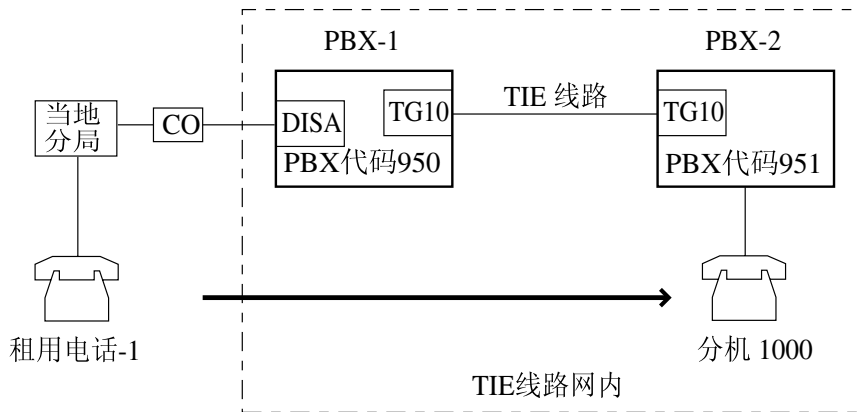 PBX-1
PBX-2
当地
分局
CO
DISA
TG10
TIE 线路
TG10
PBX代码950
PBX代码951
租用电话-1
分机 1000
TIE线路网内